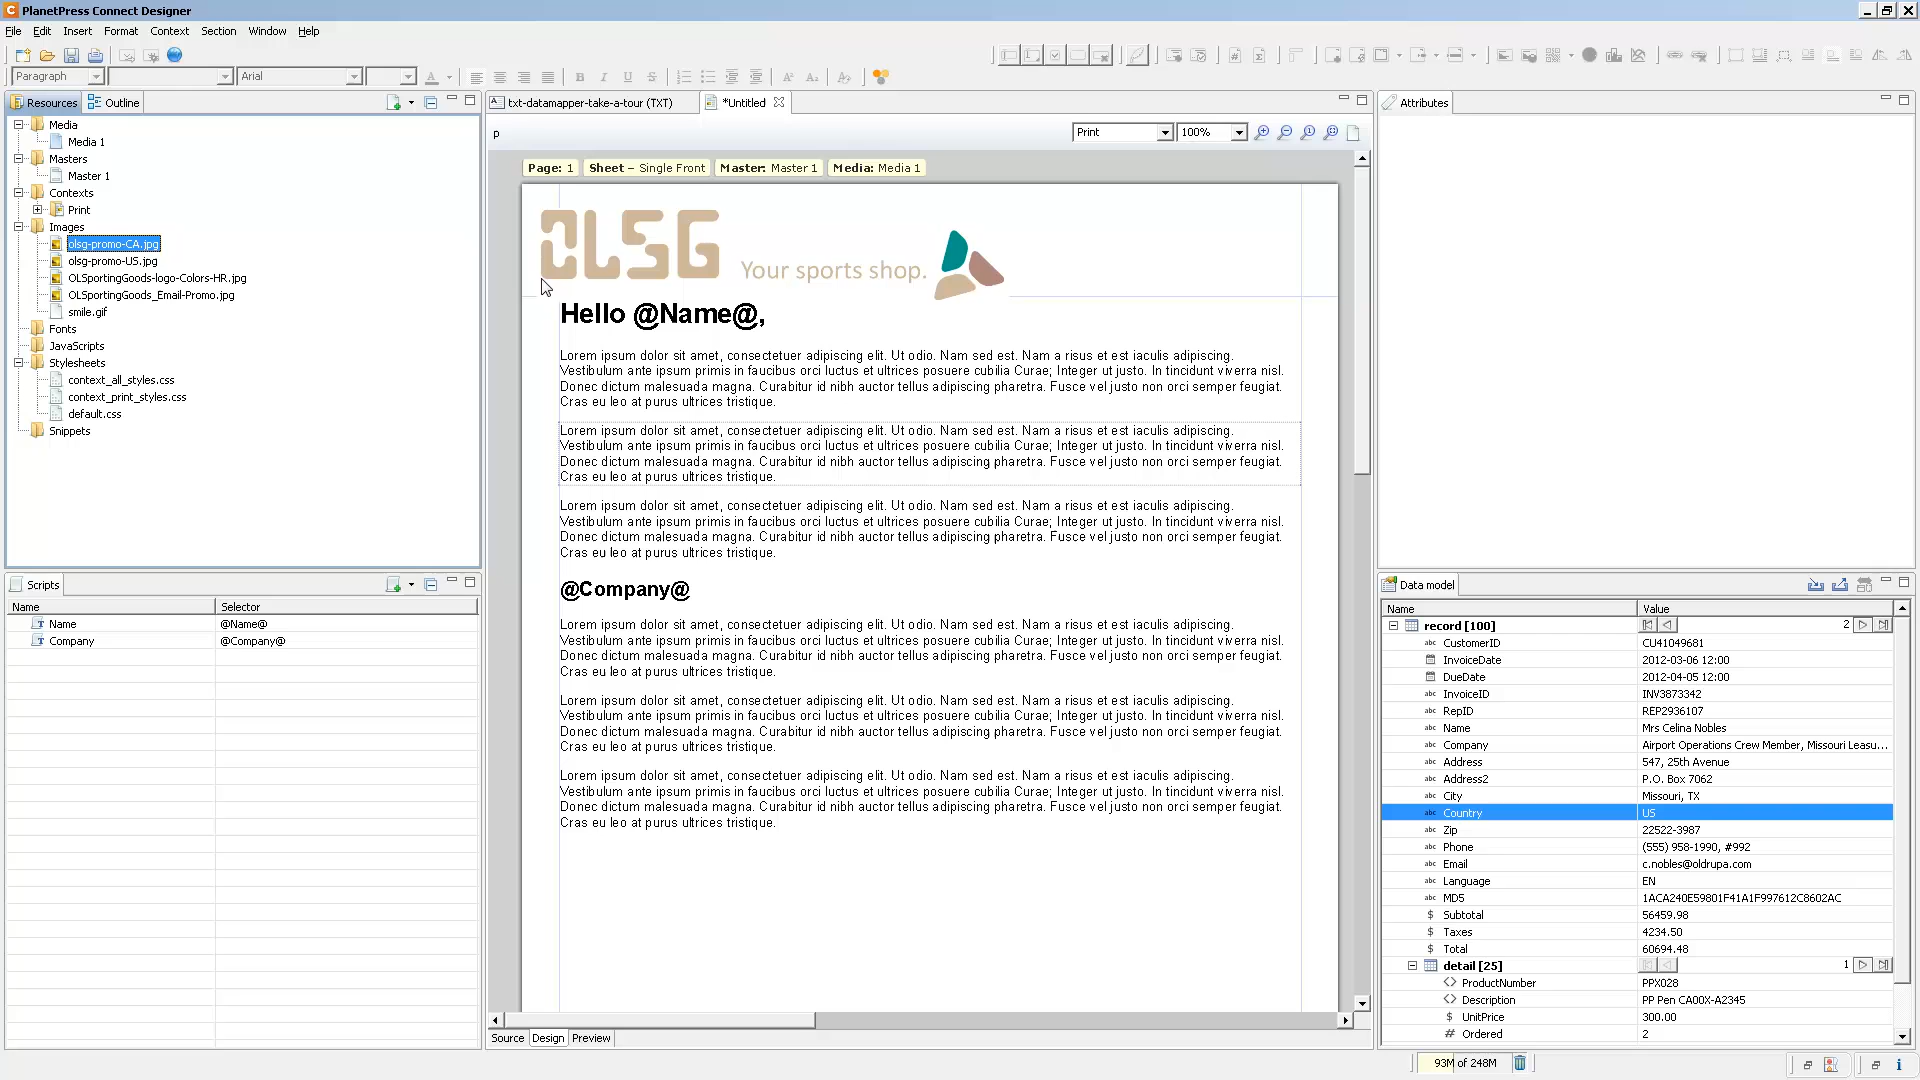 PlanetPress Connect Designer
File Edit Insert Format Context Section Window Help
Paragraph
Arial
Resources
Outline
Media
Media 1
Masters
Master 1
Contexts
Print
Images
olsg-promo-CA.jpg
olsg-promo-US.jpg
OLSportingGoods-logo-Colors-HR.jpg
OLSportingGoods_Email-Promo.jpg
smile.gif
Fonts
JavaScripts
Stylesheets
context_all_styles.css
context_print_styles.css
default.css
Snippets
Scripts
Name Selector
Name @Name@
Company @Company@
txt-datamapper-take-a-tour (TXT)
*Untitled
p
Print
100%
Page: 1
Sheet – Single Front
Master: Master 1
Media: Media 1
OLSG Your sports shop.
Hello @Name@,
Lorem ipsum dolor sit amet, consectetuer adipiscing elit. Ut odio. Nam sed est. Nam a risus et est iaculis adipiscing.
Vestibulum ante ipsum primis in faucibus orci luctus et ultrices posuere cubilia Curae; Integer ut justo. In tincidunt viverra nisl.
Donec dictum malesuada magna. Curabitur id nibh auctor tellus adipiscing pharetra. Fusce vel justo non orci semper feugiat.
Cras eu leo at purus ultrices tristique.
Lorem ipsum dolor sit amet, consectetuer adipiscing elit. Ut odio. Nam sed est. Nam a risus et est iaculis adipiscing.
Vestibulum ante ipsum primis in faucibus orci luctus et ultrices posuere cubilia Curae; Integer ut justo. In tincidunt viverra nisl.
Donec dictum malesuada magna. Curabitur id nibh auctor tellus adipiscing pharetra. Fusce vel justo non orci semper feugiat.
Cras eu leo at purus ultrices tristique.
Lorem ipsum dolor sit amet, consectetuer adipiscing elit. Ut odio. Nam sed est. Nam a risus et est iaculis adipiscing.
Vestibulum ante ipsum primis in faucibus orci luctus et ultrices posuere cubilia Curae; Integer ut justo. In tincidunt viverra nisl.
Donec dictum malesuada magna. Curabitur id nibh auctor tellus adipiscing pharetra. Fusce vel justo non orci semper feugiat.
Cras eu leo at purus ultrices tristique.
@Company@
Lorem ipsum dolor sit amet, consectetuer adipiscing elit. Ut odio. Nam sed est. Nam a risus et est iaculis adipiscing.
Vestibulum ante ipsum primis in faucibus orci luctus et ultrices posuere cubilia Curae; Integer ut justo. In tincidunt viverra nisl.
Donec dictum malesuada magna. Curabitur id nibh auctor tellus adipiscing pharetra. Fusce vel justo non orci semper feugiat.
Cras eu leo at purus ultrices tristique.
Lorem ipsum dolor sit amet, consectetuer adipiscing elit. Ut odio. Nam sed est. Nam a risus et est iaculis adipiscing.
Vestibulum ante ipsum primis in faucibus orci luctus et ultrices posuere cubilia Curae; Integer ut justo. In tincidunt viverra nisl.
Donec dictum malesuada magna. Curabitur id nibh auctor tellus adipiscing pharetra. Fusce vel justo non orci semper feugiat.
Cras eu leo at purus ultrices tristique.
Lorem ipsum dolor sit amet, consectetuer adipiscing elit. Ut odio. Nam sed est. Nam a risus et est iaculis adipiscing.
Vestibulum ante ipsum primis in faucibus orci luctus et ultrices posuere cubilia Curae; Integer ut justo. In tincidunt viverra nisl.
Donec dictum malesuada magna. Curabitur id nibh auctor tellus adipiscing pharetra. Fusce vel justo non orci semper feugiat.
Cras eu leo at purus ultrices tristique.
Source Design Preview
Attributes
Data model
Name Value
record [100] 2
CustomerID CU41049681
InvoiceDate 2012-03-06 12:00
DueDate 2012-04-05 12:00
InvoiceID INV3873342
RepID REP2936107
Name Mrs Celina Nobles
Company Airport Operations Crew Member, Missouri Leasu...
Address 547, 25th Avenue
Address2 P.O. Box 7062
City Missouri, TX
Country US
Zip 22522-3987
Phone (555) 958-1990, #992
Email c.nobles@oldrupa.com
Language EN
MD5 1ACA240E59801F41A1F997612C8602AC
Subtotal 56459.98
Taxes 4234.50
Total 60694.48
detail [25] 1
ProductNumber PPX028
Description PP Pen CA00X-A2345
UnitPrice 300.00
Ordered 2
93M of 248M